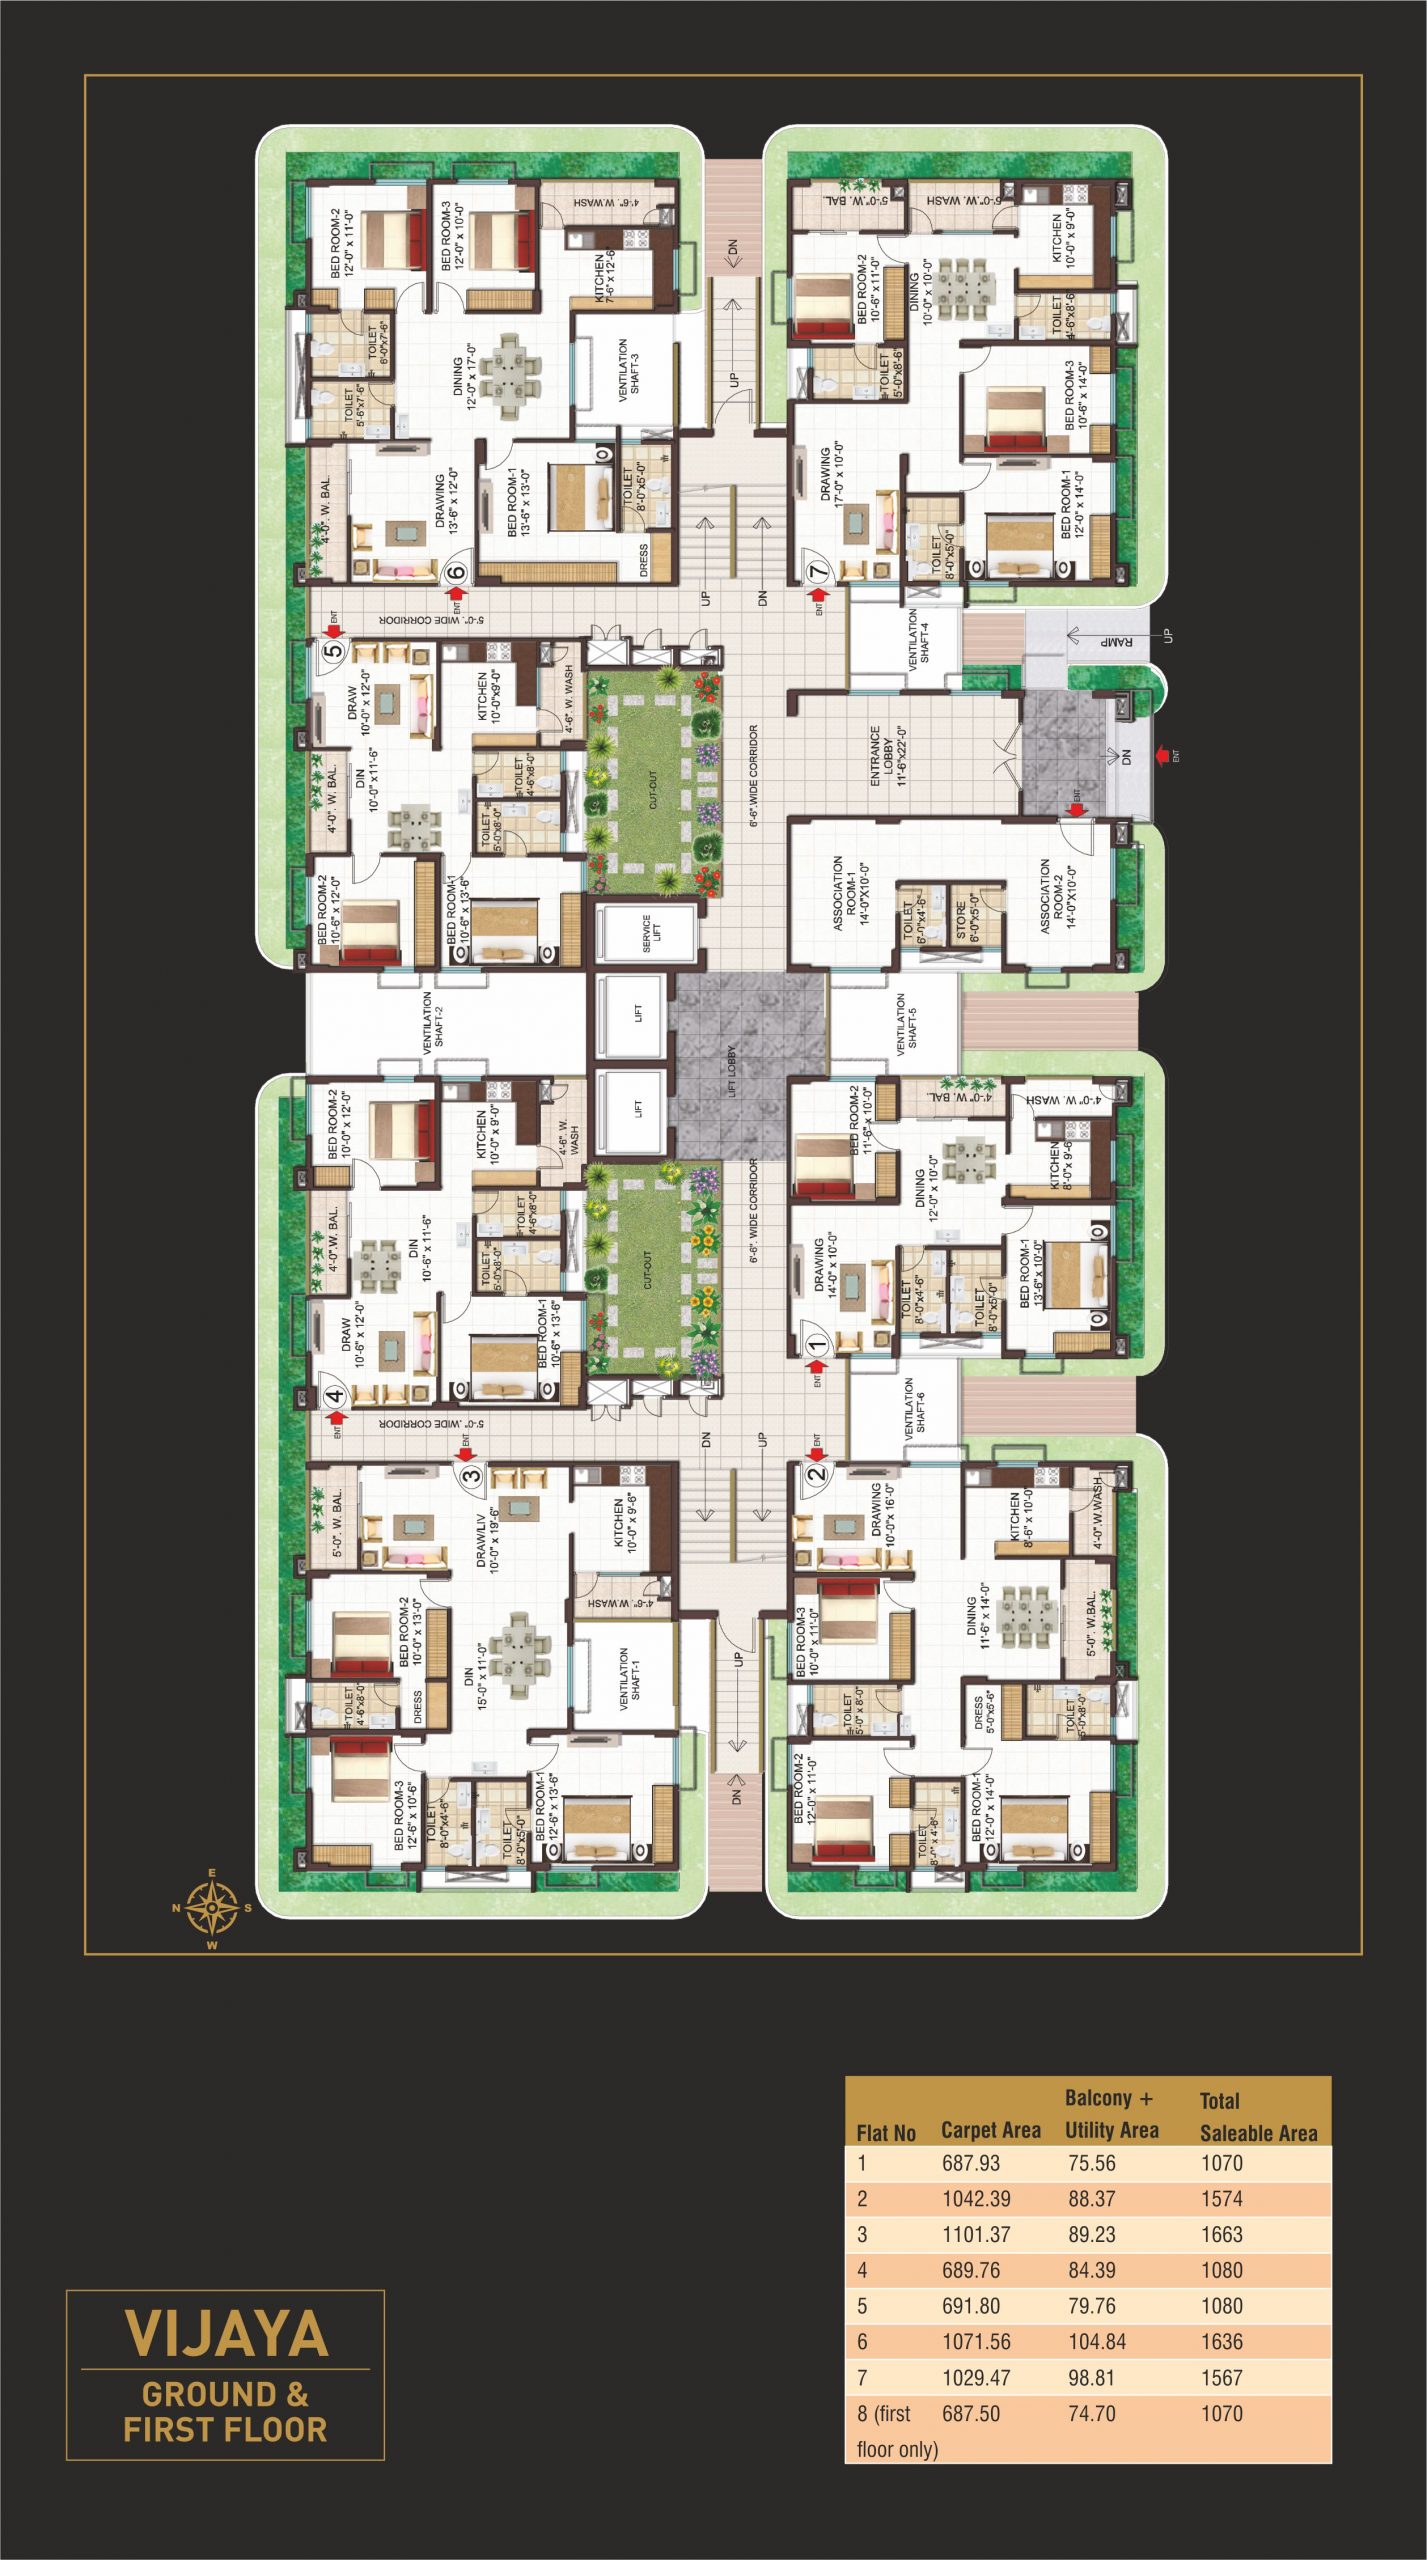 BED ROOM-2
12'-0" x 11'-0"
BED ROOM-3
12'-0" x 10'-0"
4'-6". W.WASH
KITCHEN
7'-6" x 12'-6"
TOILET
6'-0"x7'-6"
TOILET
5'-6"x7'-6"
DINING
12'-0" x 17'-0"
VENTILATION
SHAFT-3
4'-0". W. BAL.
DRAWING
13'-6" x 12'-0"
BED ROOM-1
13'-6" x 13'-0"
TOILET
8'-0"x5'-0"
DRESS
6
ENT
DN
UP
UP
DN
5'-0".W. BAL.
5'-0".W. WASH
KITCHEN
10'-0" x 9'-0"
BED ROOM-2
10'-6" x 11'-0"
DINING
10'-0" x 10'-0"
TOILET
4'-6"x8'-6"
TOILET
5'-0"x8'-6"
BED ROOM-3
10'-6" x 14'-0"
DRAWING
17'-0" x 10'-0"
BED ROOM-1
12'-0" x 14'-0"
TOILET
8'-0"x5'-0"
7
ENT
5'-0". WIDE CORRIDOR
ENT
5
DRAW
10'-0" x 12'-0"
KITCHEN
10'-0"x9'-0"
4'-6". W. WASH
DIN
10'-0" x 11'-6"
4'-0". W. BAL.
TOILET
4'-6"x8'-0"
TOILET
5'-0"x8'-0"
BED ROOM-2
10'-6" x 12'-0"
BED ROOM-1
10'-6" x 13'-6"
CUT-OUT
6'-6".WIDE CORRIDOR
VENTILATION
SHAFT-4
RAMP
UP
ENTRANCE
LOBBY
11'-6"x22'-0"
DN
ENT
ENT
ASSOCIATION
ROOM-1
14'-0"X10'-0"
TOILET
6'-0"x4'-6"
STORE
6'-0"x5'-0"
ASSOCIATION
ROOM-2
14'-0"X10'-0"
SERVICE
LIFT
LIFT
LIFT
LIFT LOBBY
VENTILATION
SHAFT-2
VENTILATION
SHAFT-5
BED ROOM-2
10'-0" x 12'-0"
KITCHEN
10'-0" x 9'-0"
4'-6". W.
WASH
4'-0".W. BAL.
DIN
10'-6" x 11'-6"
TOILET
4'-6"x8'-0"
TOILET
5'-0"x8'-0"
DRAW
10'-6" x 12'-0"
BED ROOM-1
10'-6" x 13'-6"
4
ENT
CUT-OUT
6'-6". WIDE CORRIDOR
BED ROOM-2
11'-6" x 10'-0"
4'-0" W. BAL.
4'-0" W. WASH
DINING
12'-0" x 10'-0"
KITCHEN
8'-0" x 9'-6"
DRAWING
14'-0" x 10'-0"
TOILET
8'-0"x4'-6"
TOILET
8'-0"x5'-0"
BED ROOM-1
13'-6" x 10'-0"
1
ENT
5'-0". WIDE CORRIDOR
VENTILATION
SHAFT-6
ENT
3
5'-0". W. BAL.
DRAW/LIV
10'-0" x 19'-6"
KITCHEN
10'-0" x 9'-6"
4'-6". W.WASH
BED ROOM-2
10'-0" x 13'-0"
DIN
15'-0" x 11'-0"
VENTILATION
SHAFT-1
TOILET
4'-6"x8'-0"
DRESS
BED ROOM-3
12'-6" x 10'-6"
TOILET
8'-0"x4'-6"
TOILET
8'-0"x5'-0"
BED ROOM-1
12'-6" x 13'-6"
DN
UP
UP
DN
ENT
2
DRAWING
10'-0"x 16'-0"
KITCHEN
8'-6" x 10'-0"
4'-0".W.WASH
BED ROOM-3
10'-0" x 11'-0"
DINING
11'-6" x 14'-0"
5'-0". W.BAL.
TOILET
5'-0" x 8'-0"
DRESS
5'-0"x5'-6"
TOILET
5'-0"x8'-0"
BED ROOM-2
12'-0" x 11'-0"
TOILET
8'-0" x 4'-6"
BED ROOM-1
12'-0" x 14'-0"
E
N S
W
Flat No Carpet Area Balcony + Utility Area Total Saleable Area
1 687.93 75.56 1070
2 1042.39 88.37 1574
3 1101.37 89.23 1663
4 689.76 84.39 1080
5 691.80 79.76 1080
6 1071.56 104.84 1636
7 1029.47 98.81 1567
8 (first 687.50 74.70 1070
floor only)
VIJAYA
GROUND &
FIRST FLOOR